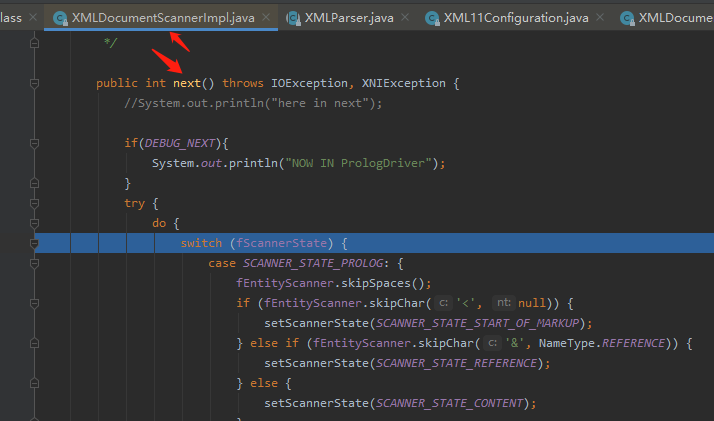 lass × XMLDocumentScannerImpl.java × XMLParser.java × XML11Configuration.java × XMLDocume
*/
public int next() throws IOException, XNIException {
//System.out.println("here in next");
if(DEBUG_NEXT){
System.out.println("NOW IN PrologDriver");
}
try {
do {
switch (fScannerState) {
case SCANNER_STATE_PROLOG: {
fEntityScanner.skipSpaces();
if (fEntityScanner.skipChar( c: '<', nt: null)) {
setScannerState(SCANNER_STATE_START_OF_MARKUP);
} else if (fEntityScanner.skipChar( c: '&', NameType.REFERENCE)) {
setScannerState(SCANNER_STATE_REFERENCE);
} else {
setScannerState(SCANNER_STATE_CONTENT);
}